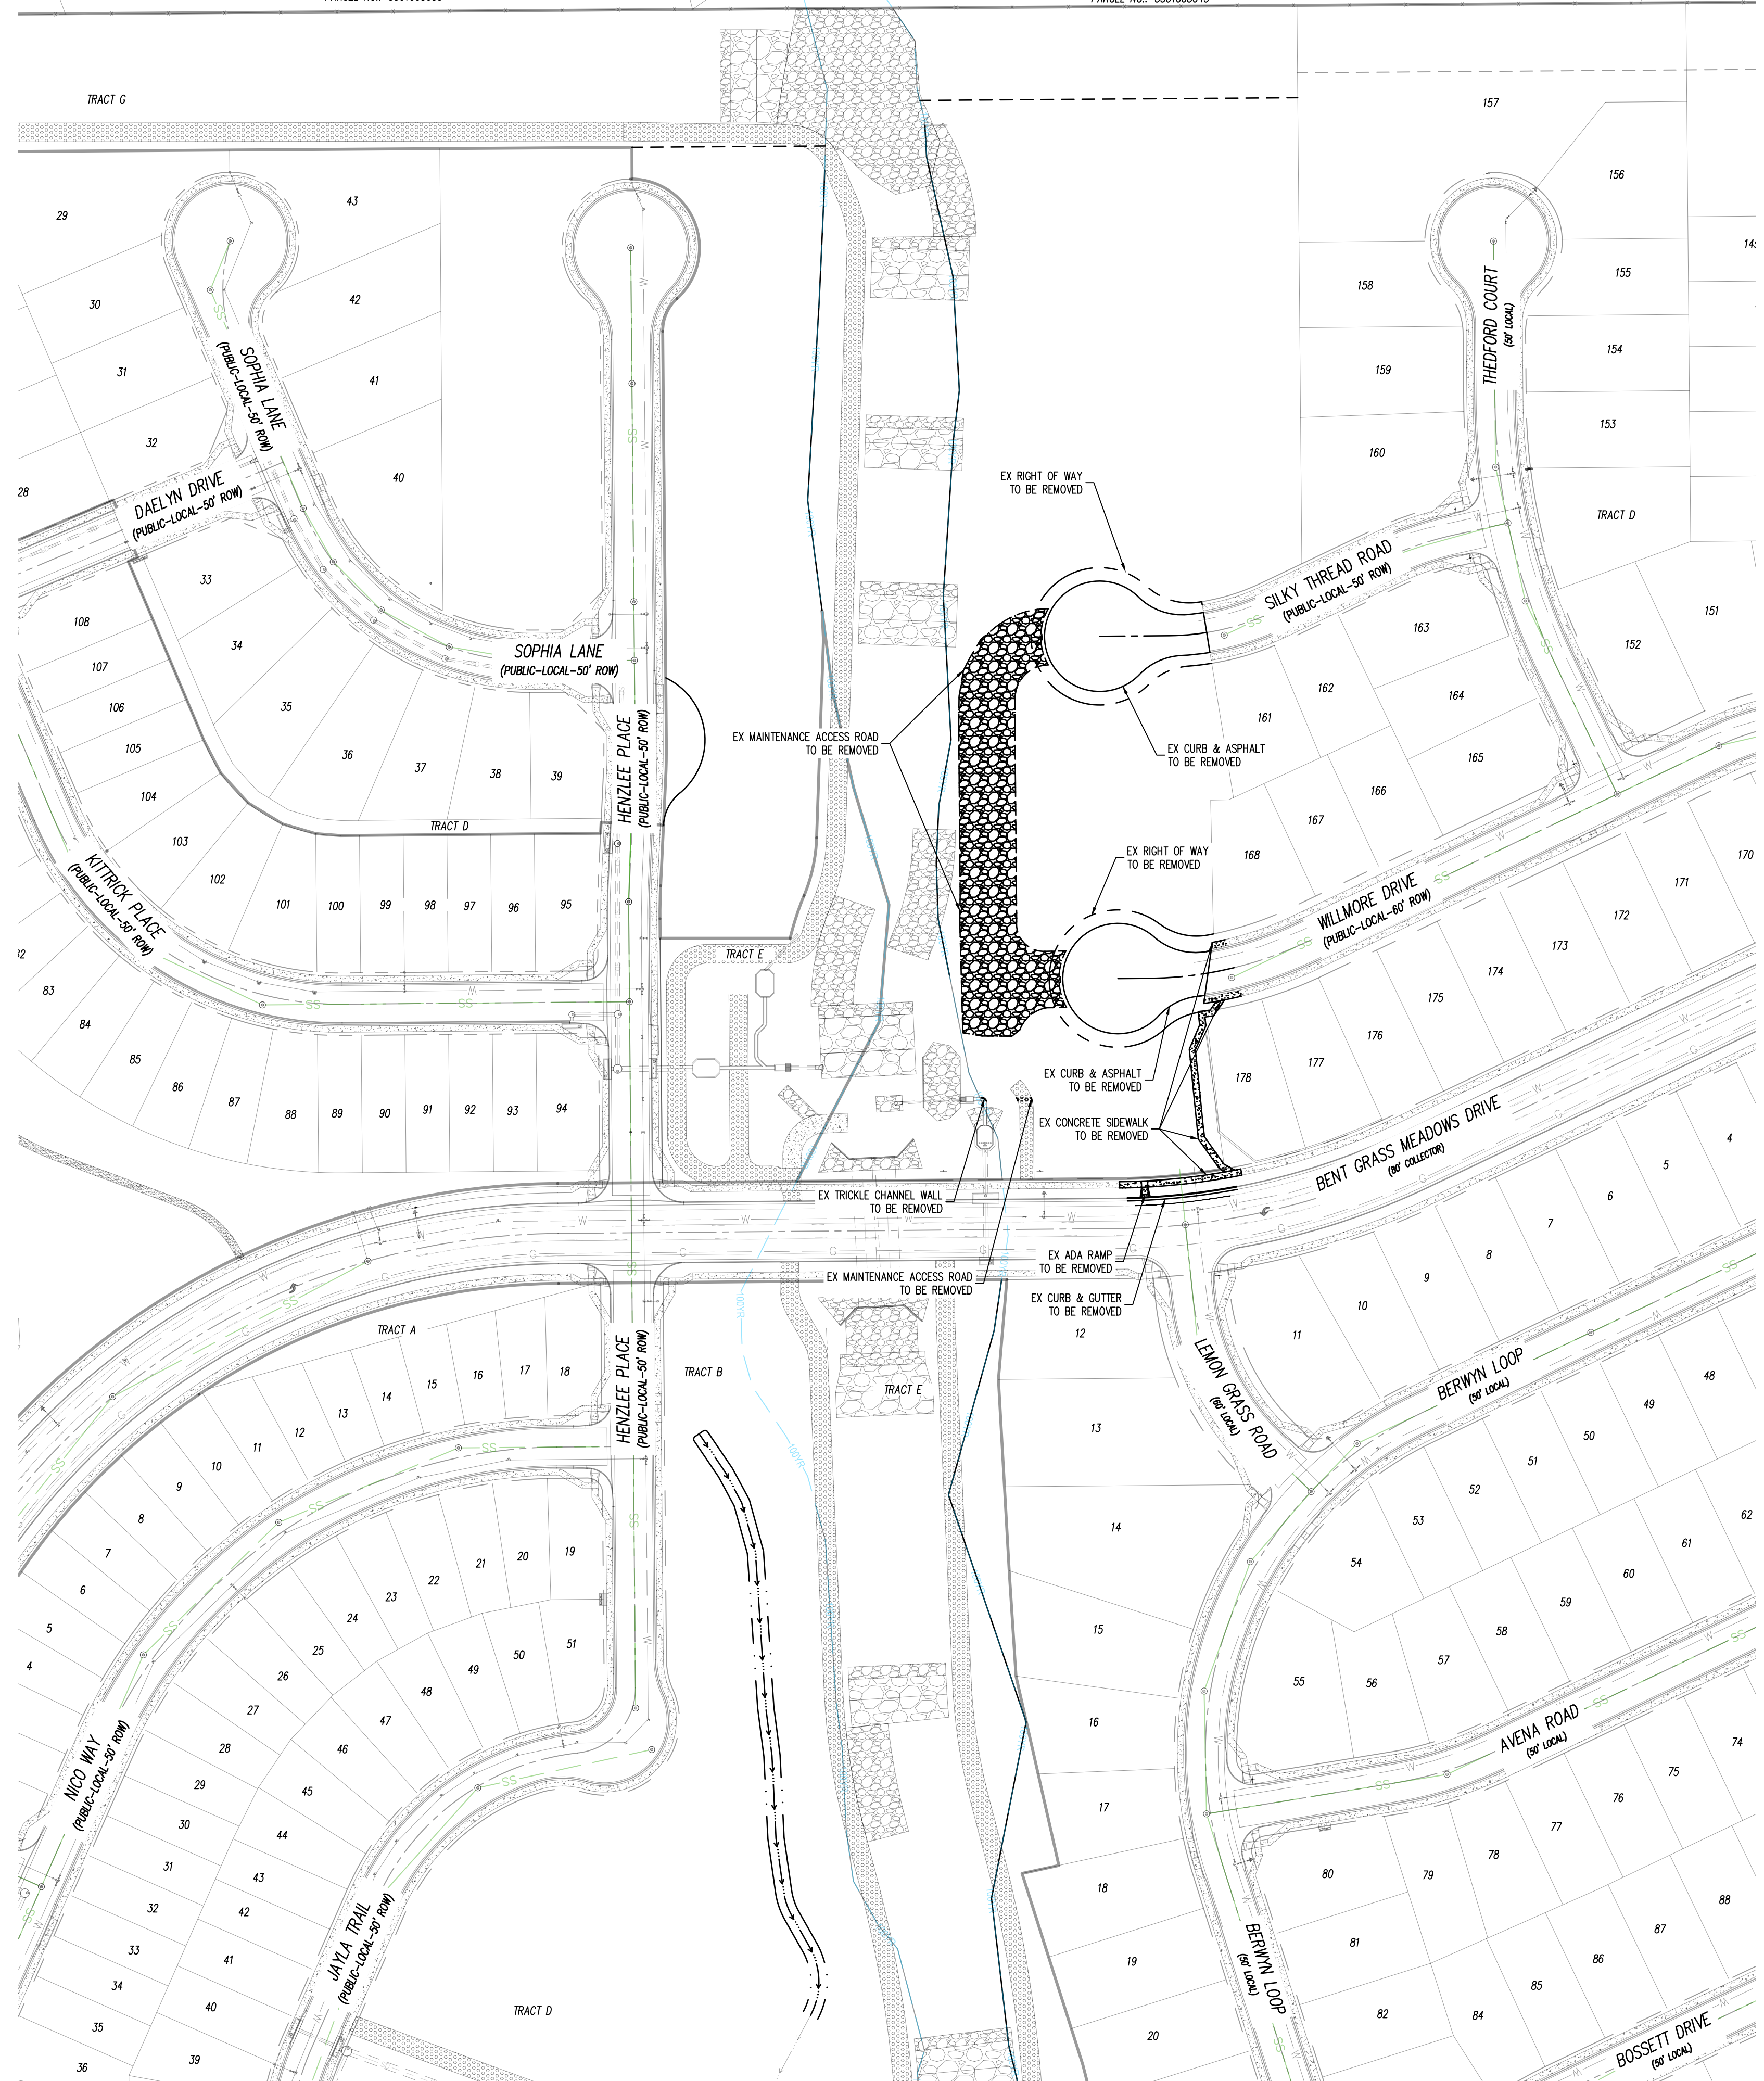 TRACT G
157
156
29
43
155
158
30
42
THEDFORD COURT
(50' LOCAL)
154
31
41
159
SOPHIA LANE
(PUBLIC-LOCAL-50' ROW)
153
32
160
40
28
DAELYN DRIVE
(PUBLIC-LOCAL-50' ROW)
EX RIGHT OF WAY
TO BE REMOVED
TRACT D
SILKY THREAD ROAD
(PUBLIC-LOCAL-50' ROW)
33
108
34
163
151
152
107
SOPHIA LANE
(PUBLIC-LOCAL-50' ROW)
106
35
162
164
161
105
36
HENZLEE PLACE
(PUBLIC-LOCAL-50' ROW)
EX MAINTENANCE ACCESS ROAD
TO BE REMOVED
EX CURB & ASPHALT
TO BE REMOVED
165
37
38
39
104
166
167
TRACT D
103
168
170
EX RIGHT OF WAY
TO BE REMOVED
KITTRICK PLACE
(PUBLIC-LOCAL-50' ROW)
102
101
100
99
98
97
96
95
171
172
WILLMORE DRIVE
(PUBLIC-LOCAL-60' ROW)
173
TRACT E
174
83
175
84
176
85
86
87
88
89
90
91
92
93
94
177
178
EX CURB & ASPHALT
TO BE REMOVED
EX CONCRETE SIDEWALK
TO BE REMOVED
BENT GRASS MEADOWS DRIVE
(80' COLLECTOR)
4
5
6
7
8
9
10
11
EX TRICKLE CHANNEL WALL
TO BE REMOVED
EX ADA RAMP
TO BE REMOVED
EX MAINTENANCE ACCESS ROAD
TO BE REMOVED
EX CURB & GUTTER
TO BE REMOVED
100YR
TRACT A
12
HENZLEE PLACE
(PUBLIC-LOCAL-50' ROW)
TRACT B
TRACT E
LEMON GRASS ROAD
(60' LOCAL)
BERWYN LOOP
(50' LOCAL)
18
17
16
15
14
13
12
11
10
9
8
7
6
5
4
13
48
49
50
51
52
53
54
100YR
14
62
61
60
59
58
57
56
55
19
20
21
22
23
24
25
26
27
28
29
30
31
32
33
34
35
36
51
50
49
48
47
46
45
44
43
42
41
40
39
15
16
17
18
19
20
NICO WAY
(PUBLIC-LOCAL-50' ROW)
JAYLA TRAIL
(PUBLIC-LOCAL-50' ROW)
TRACT D
AVENA ROAD
(50' LOCAL)
74
75
76
77
78
79
80
81
82
BERWYN LOOP
(50' LOCAL)
88
87
86
85
84
BOSSETT DRIVE
(50' LOCAL)